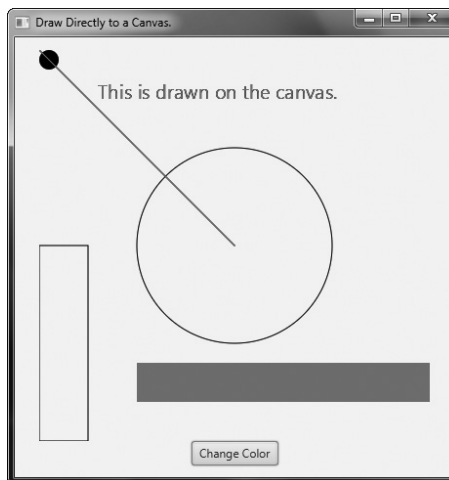 Draw Directly to a Canvas.
This is drawn on the canvas.
Change Color